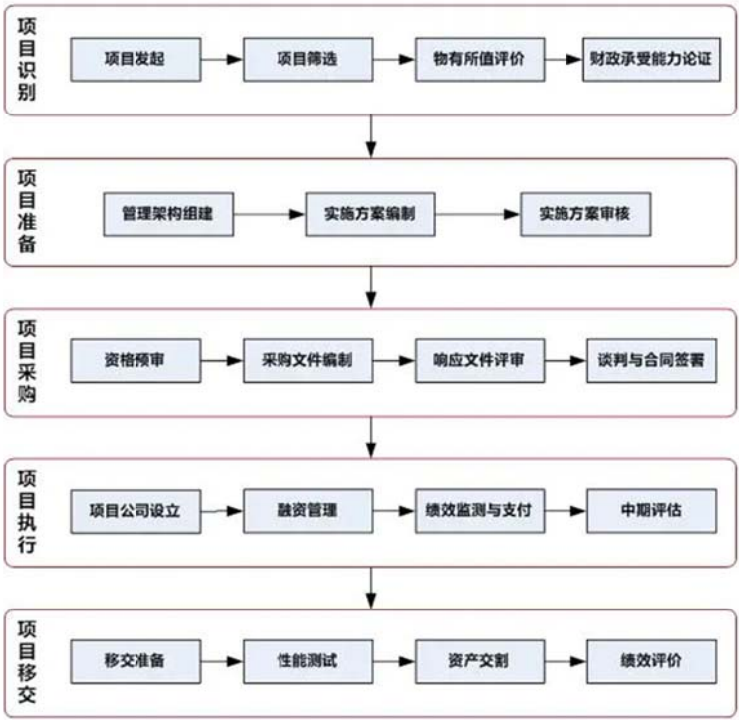 项目识别
项目发起
项目筛选
物有所值评价
财政承受能力论证
项目准备
管理架构组建
实施方案编制
实施方案审核
项目采购
资格预审
采购文件编制
响应文件评审
谈判与合同签署
项目执行
项目公司设立
融资管理
绩效监测与支付
中期评估
项目移交
移交准备
性能测试
资产交割
绩效评价